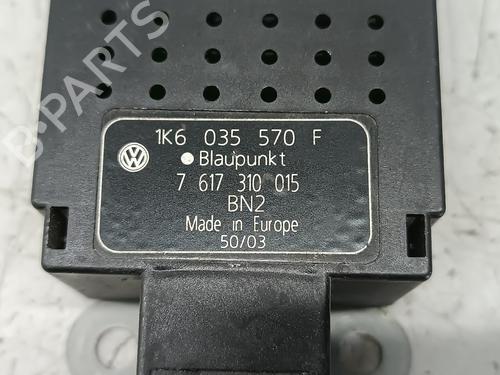 B-PARTS
1K6 035 570 F
Blaupunkt
7 617 310 015
BN2
Made in Europe
50/03